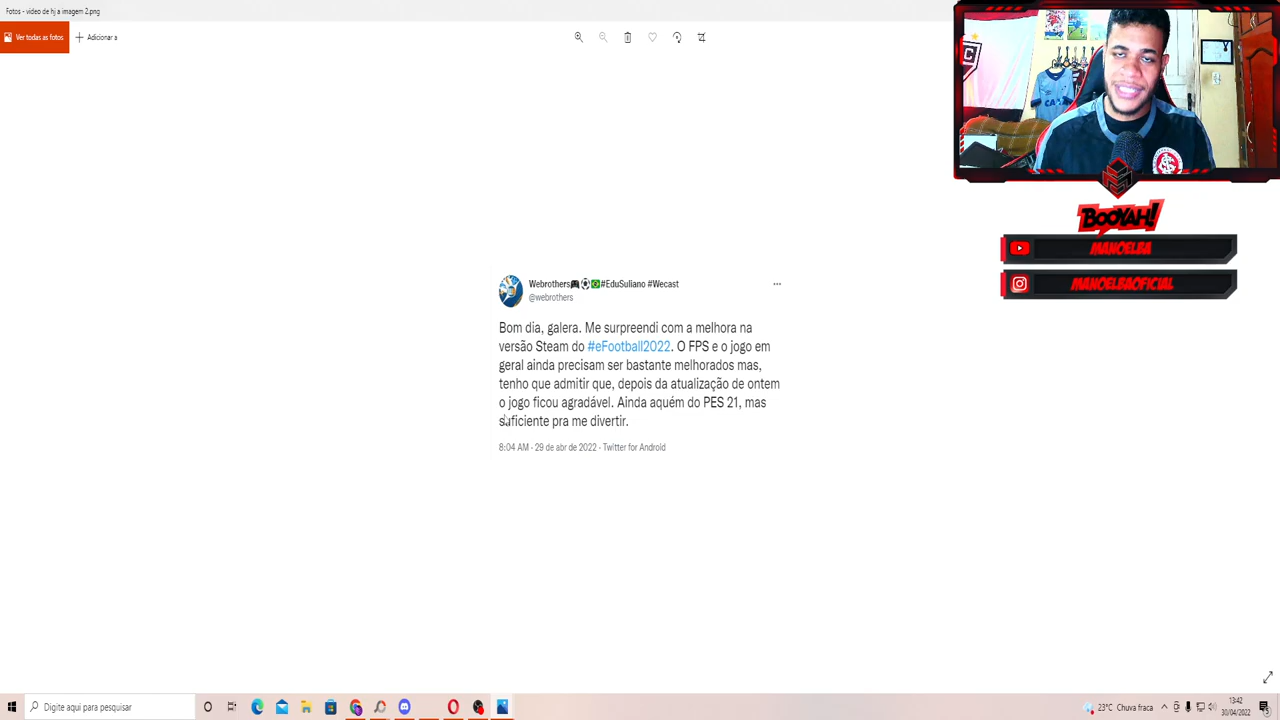 Fotos - video de hj a imagem 2.png
Ver todas as fotos
Adicionar a
BOOYAH!
MANOELBA
MANOELBAOFICIAL
Webrothers🎮⚽🇧🇷#EduSuliano #Wecast
@webrothers
Bom dia, galera. Me surpreendi com a melhora na
versão Steam do #eFootball2022. O FPS e o jogo em
geral ainda precisam ser bastante melhorados mas,
tenho que admitir que, depois da atualização de ontem
o jogo ficou agradável. Ainda aquém do PES 21, mas
suficiente pra me divertir.
8:04 AM · 29 de abr de 2022 · Twitter for Android
Digite aqui para pesquisar
23°C Chuva fraca
13:42
30/04/2022